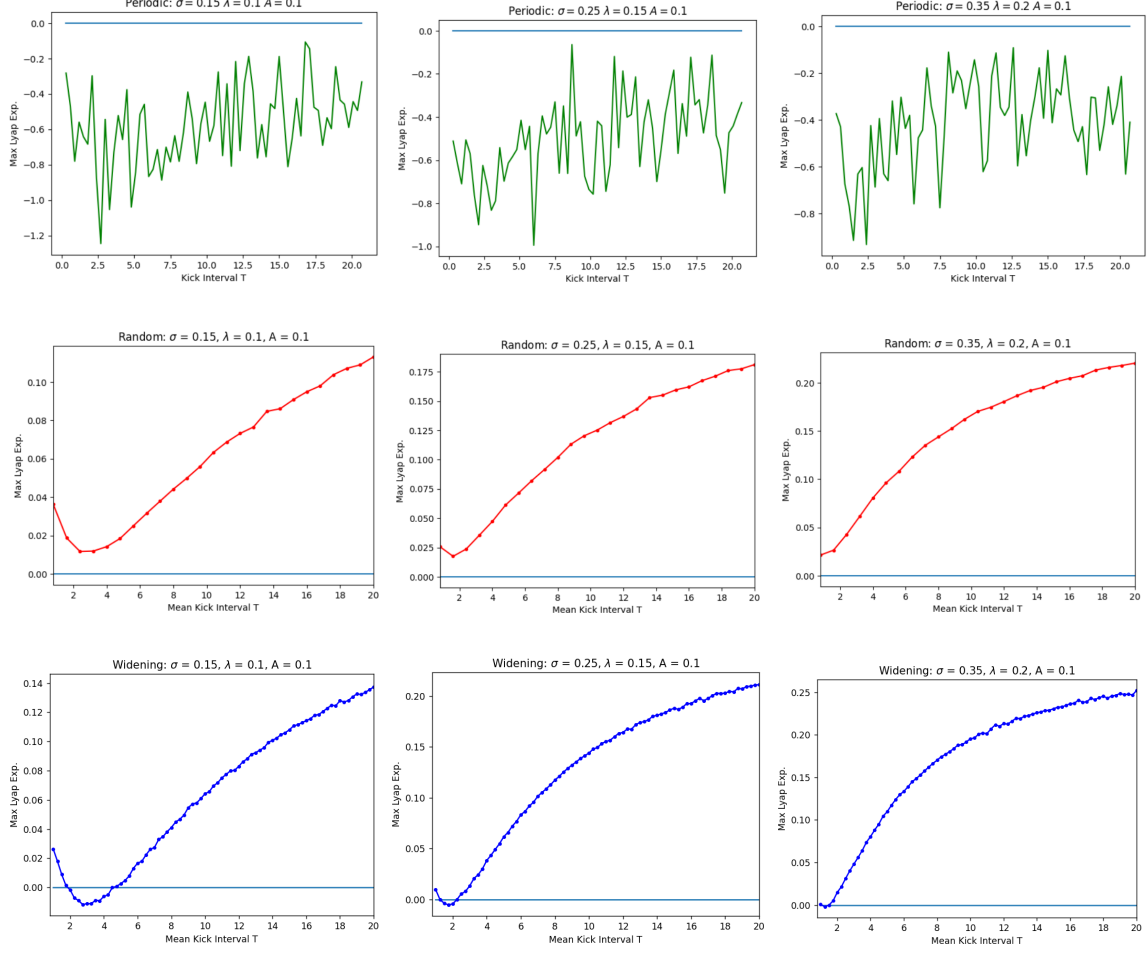 Periodic: σ = 0.15 λ = 0.1 A = 0.1
0.0
−0.2
−0.4
−0.6
−0.8
−1.0
−1.2
Max Lyap Exp.
0.0 2.5 5.0 7.5 10.0 12.5 15.0 17.5 20.0
Kick Interval T
Periodic: σ = 0.25 λ = 0.15 A = 0.1
0.0
−0.2
−0.4
−0.6
−0.8
−1.0
Max Lyap Exp.
0.0 2.5 5.0 7.5 10.0 12.5 15.0 17.5 20.0
Kick Interval T
Periodic: σ = 0.35 λ = 0.2 A = 0.1
0.0
−0.2
−0.4
−0.6
−0.8
Max Lyap Exp.
0.0 2.5 5.0 7.5 10.0 12.5 15.0 17.5 20.0
Kick Interval T
Random: σ = 0.15, λ = 0.1, A = 0.1
0.10
0.08
0.06
0.04
0.02
0.00
Max Lyap Exp.
2 4 6 8 10 12 14 16 18 20
Mean Kick Interval T
Random: σ = 0.25, λ = 0.15, A = 0.1
0.175
0.150
0.125
0.100
0.075
0.050
0.025
0.000
Max Lyap Exp.
2 4 6 8 10 12 14 16 18 20
Mean Kick Interval T
Random: σ = 0.35, λ = 0.2, A = 0.1
0.20
0.15
0.10
0.05
0.00
Max Lyap Exp.
2 4 6 8 10 12 14 16 18 20
Mean Kick Interval T
Widening: σ = 0.15, λ = 0.1, A = 0.1
0.14
0.12
0.10
0.08
0.06
0.04
0.02
0.00
Max Lyap Exp.
2 4 6 8 10 12 14 16 18 20
Mean Kick Interval T
Widening: σ = 0.25, λ = 0.15, A = 0.1
0.20
0.15
0.10
0.05
0.00
Max Lyap Exp.
2 4 6 8 10 12 14 16 18 20
Mean Kick Interval T
Widening: σ = 0.35, λ = 0.2, A = 0.1
0.25
0.20
0.15
0.10
0.05
0.00
Max Lyap Exp.
2 4 6 8 10 12 14 16 18 20
Mean Kick Interval T